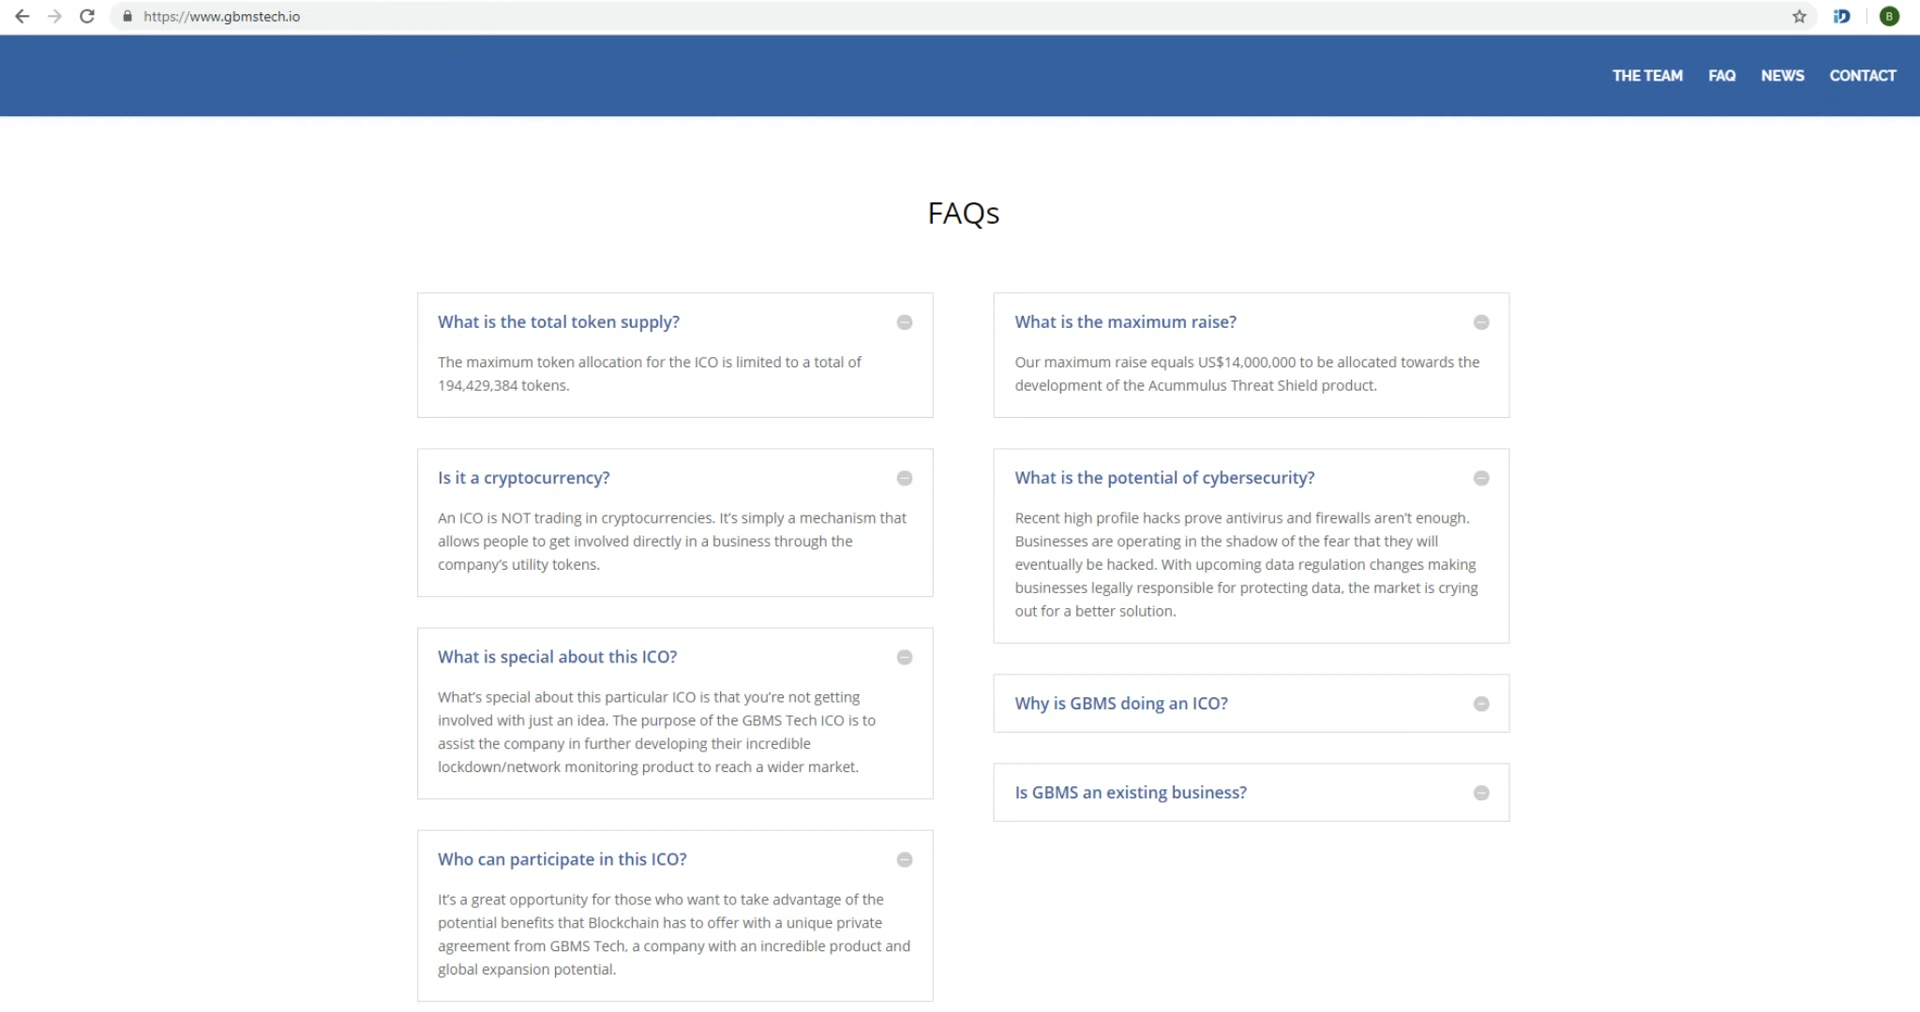 https://www.gbmstech.io
B
THE TEAM FAQ NEWS CONTACT
FAQs
What is the total token supply?
The maximum token allocation for the ICO is limited to a total of
194,429,384 tokens.
Is it a cryptocurrency?
An ICO is NOT trading in cryptocurrencies. It's simply a mechanism that
allows people to get involved directly in a business through the
company's utility tokens.
What is special about this ICO?
What's special about this particular ICO is that you're not getting
involved with just an idea. The purpose of the GBMS Tech ICO is to
assist the company in further developing their incredible
lockdown/network monitoring product to reach a wider market.
Who can participate in this ICO?
It's a great opportunity for those who want to take advantage of the
potential benefits that Blockchain has to offer with a unique private
agreement from GBMS Tech, a company with an incredible product and
global expansion potential.
What is the maximum raise?
Our maximum raise equals US$14,000,000 to be allocated towards the
development of the Acummulus Threat Shield product.
What is the potential of cybersecurity?
Recent high profile hacks prove antivirus and firewalls aren't enough.
Businesses are operating in the shadow of the fear that they will
eventually be hacked. With upcoming data regulation changes making
businesses legally responsible for protecting data, the market is crying
out for a better solution.
Why is GBMS doing an ICO?
Is GBMS an existing business?